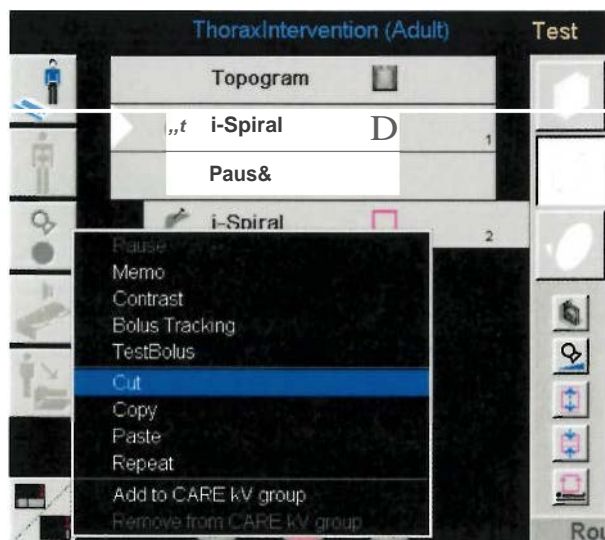 ThoraxIntervention (Adult) Test
Topogram
„t i-Spiral D 1
Paus&
i-Spiral 2
Pause
Memo
Contrast
Bolus Tracking
TestBolus
Cut
Copy
Paste
Repeat
Add to CARE kV group
Remove from CARE kV group
Rou